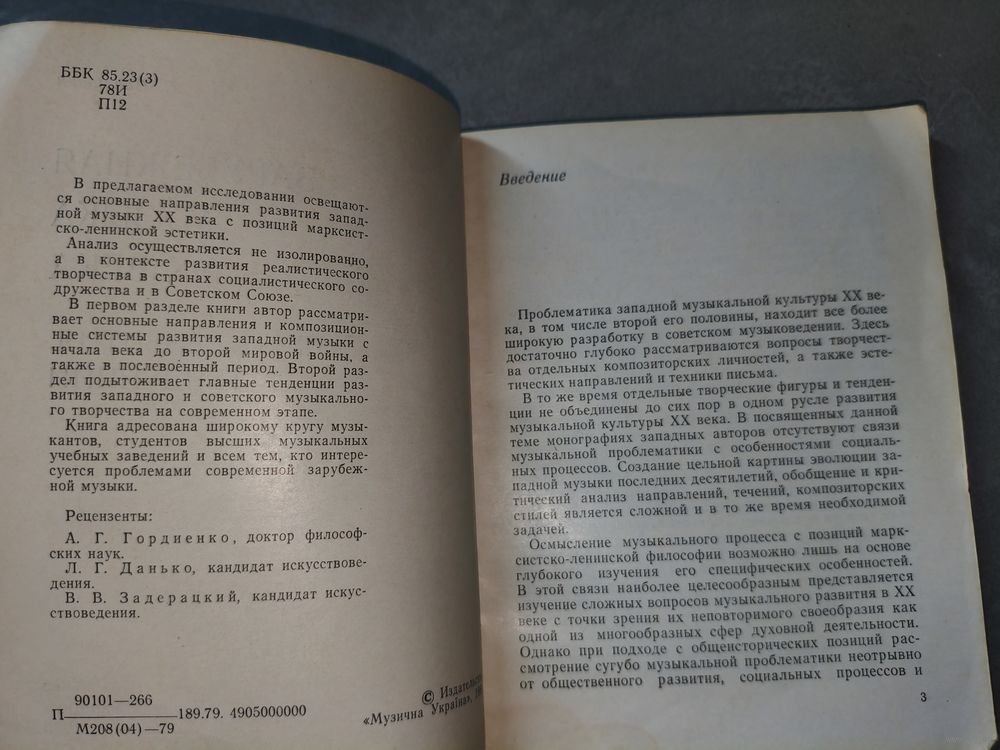 ББК 85.23(3)
78И
П12
В предлагаемом исследовании освещают-
ся основные направления развития запад-
ной музыки XX века с позиций марксист-
ско-ленинской эстетики.
Анализ осуществляется не изолированно,
а в контексте развития реалистического
творчества в странах социалистического со-
дружества и в Советском Союзе.
В первом разделе книги автор рассматри-
вает основные направления и композицион-
ные системы развития западной музыки с
начала века до второй мировой войны, а
также в послевоенный период. Второй раз-
дел подытоживает главные тенденции раз-
вития западного и советского музыкально-
го творчества на современном этапе.
Книга адресована широкому кругу музы-
кантов, студентов высших музыкальных
учебных заведений и всем тем, кто интере-
суется проблемами современной зарубеж-
ной музыки.
Рецензенты:
А. Г. Гордиенко, доктор философ-
ских наук.
Л. Г. Данько, кандидат искусствове-
дения.
В. В. Задерацкий, кандидат искус-
ствоведения.
90101—266
П 189.79. 4905000000
М208(04)—79
© Издательство
«Музична Україна»,
Введение
Проблематика западной музыкальной культуры XX ве-
ка, в том числе второй его половины, находит все более
широкую разработку в советском музыковедении. Здесь
достаточно глубоко рассматриваются вопросы творчест-
ва отдельных композиторских личностей, а также эсте-
тических направлений и техники письма.
В то же время отдельные творческие фигуры и тенден-
ции не объединены до сих пор в одном русле развития
музыкальной культуры XX века. В посвященных данной
теме монографиях западных авторов отсутствуют связи
музыкальной проблематики с особенностями социаль-
ных процессов. Создание цельной картины эволюции за-
падной музыки последних десятилетий, обобщение и кри-
тический анализ направлений, течений, композиторских
стилей является сложной и в то же время необходимой
задачей.
Осмысление музыкального процесса с позиций марк-
систско-ленинской философии возможно лишь на основе
глубокого изучения его специфических особенностей.
В этой связи наиболее целесообразным представляется
изучение сложных вопросов музыкального развития в XX
веке с точки зрения их неповторимого своеобразия как
одной из многообразных сфер духовной деятельности.
Однако при подходе с общеисторических позиций рас-
смотрение сугубо музыкальной проблематики неотрывно
от общественного развития, социальных процессов и
3